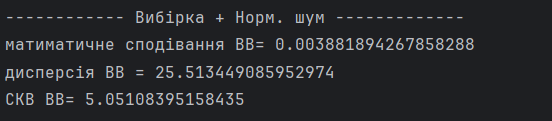 ------------ Вибірка + Норм. шум -------------
матиматичне сподівання ВВ= 0.003881894267858288
дисперсія ВВ = 25.513449085952974
СКВ ВВ= 5.05108395158435